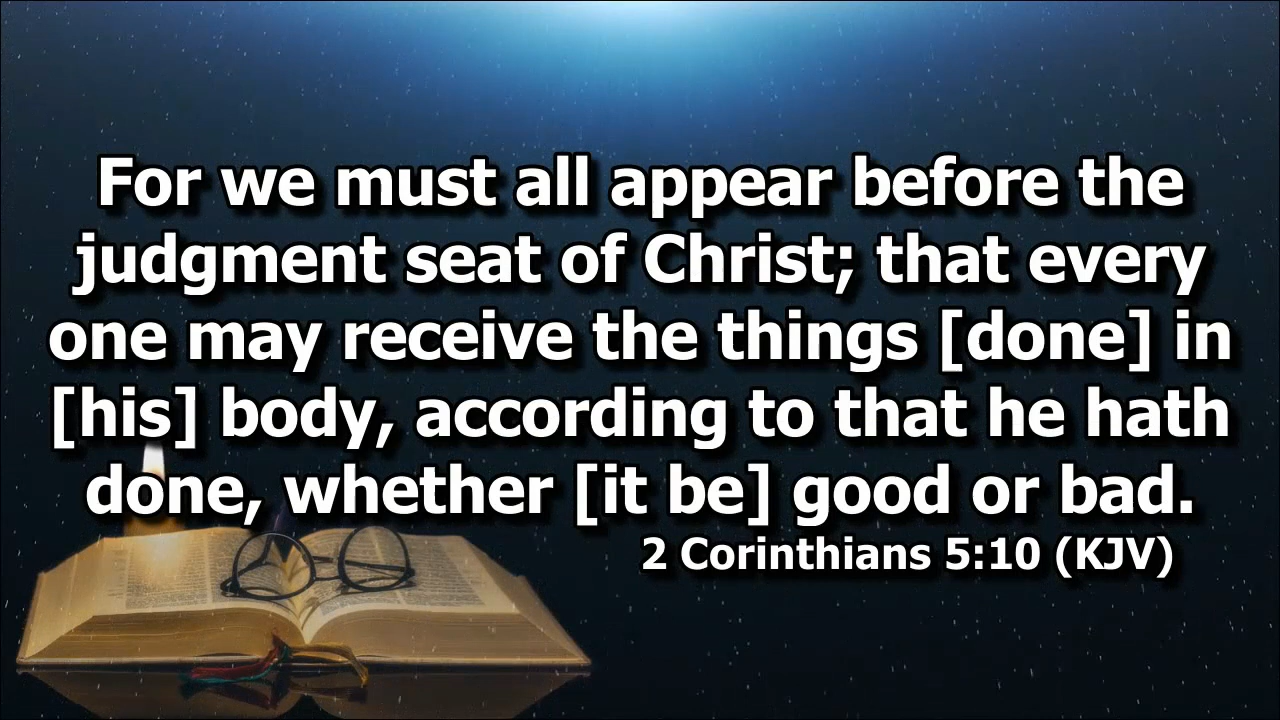 For we must all appear before the
judgment seat of Christ; that every
one may receive the things [done] in
[his] body, according to that he hath
done, whether [it be] good or bad.
2 Corinthians 5:10 (KJV)